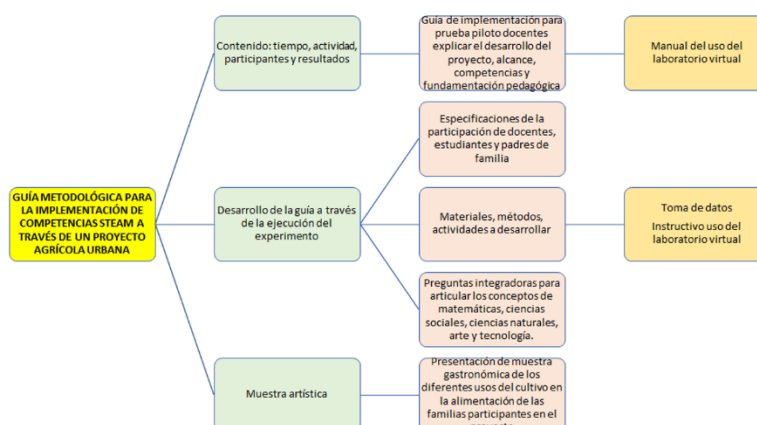 GUÍA METODOLÓGICA PARA
LA IMPLEMENTACIÓN DE
COMPETENCIAS STEAM A
TRAVÉS DE UN PROYECTO
AGRÍCOLA URBANA
Contenido: tiempo, actividad,
participantes y resultados
Guía de implementación para
prueba piloto docentes
explicar el desarrollo del
proyecto, alcance,
competencias y
fundamentación pedagógica
Manual del uso del
laboratorio virtual
Desarrollo de la guía a través
de la ejecución del
experimento
Especificaciones de la
participación de docentes,
estudiantes y padres de
familia
Materiales, métodos,
actividades a desarrollar
Toma de datos
Instructivo uso del
laboratorio virtual
Preguntas integradoras para
articular los conceptos de
matemáticas, ciencias
sociales, ciencias naturales,
arte y tecnología.
Muestra artística
Presentación de muestra
gastronómica de los
diferentes usos del cultivo en
la alimentación de las
familias participantes en el